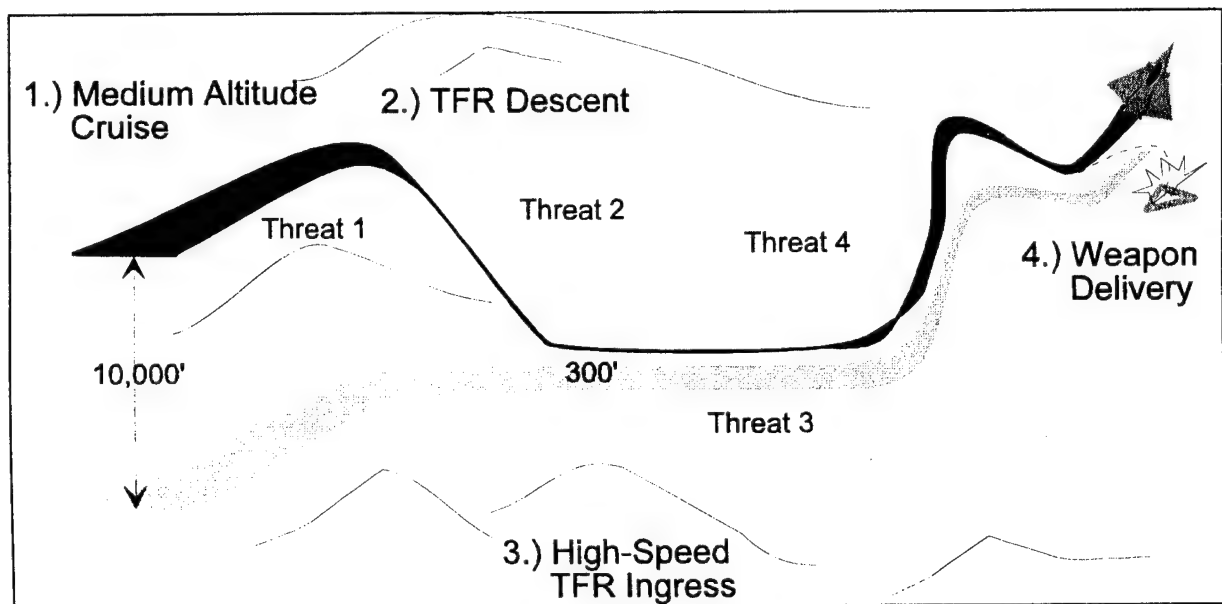 1.) Medium Altitude
Cruise
2.) TFR Descent
Threat 1
Threat 2
Threat 4
4.) Weapon
Delivery
10,000'
300'
Threat 3
3.) High-Speed
TFR Ingress